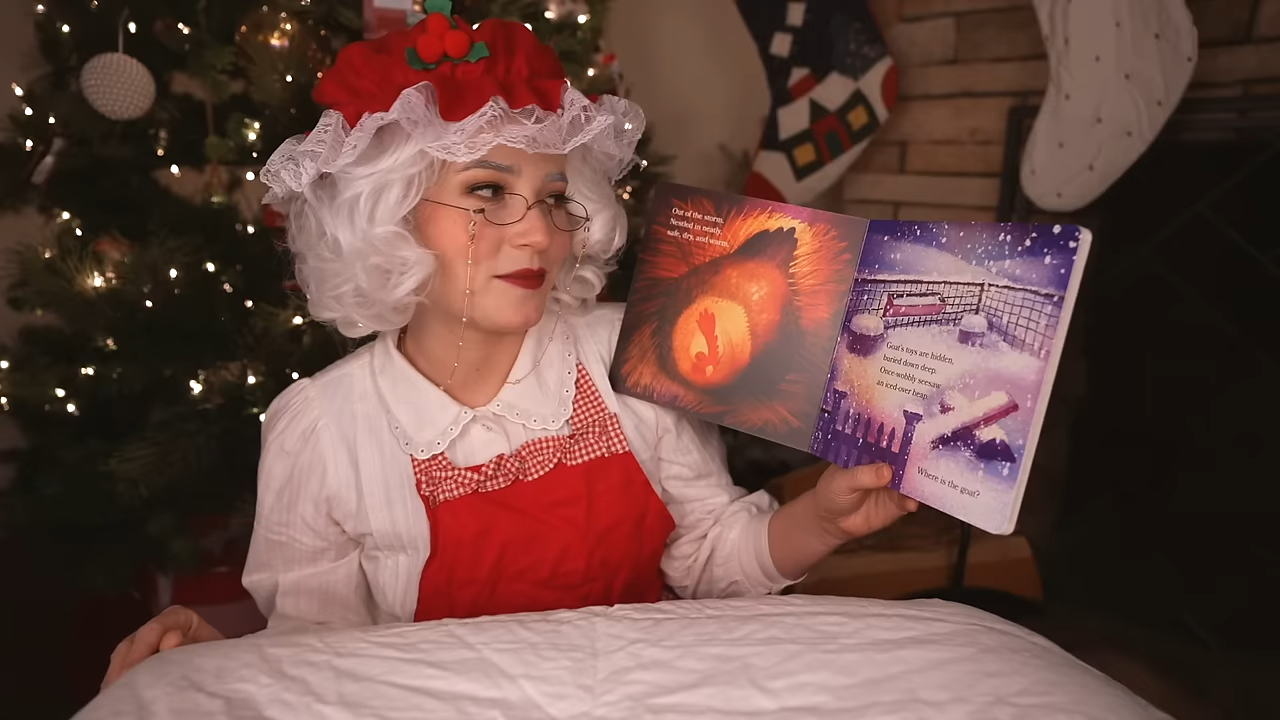 Out of the storm.
Nestled in neatly,
safe, dry, and warm.
Goat's toys are hidden,
buried down deep.
Once-wobbly seesaw
an iced-over heap.
Where is the goat?